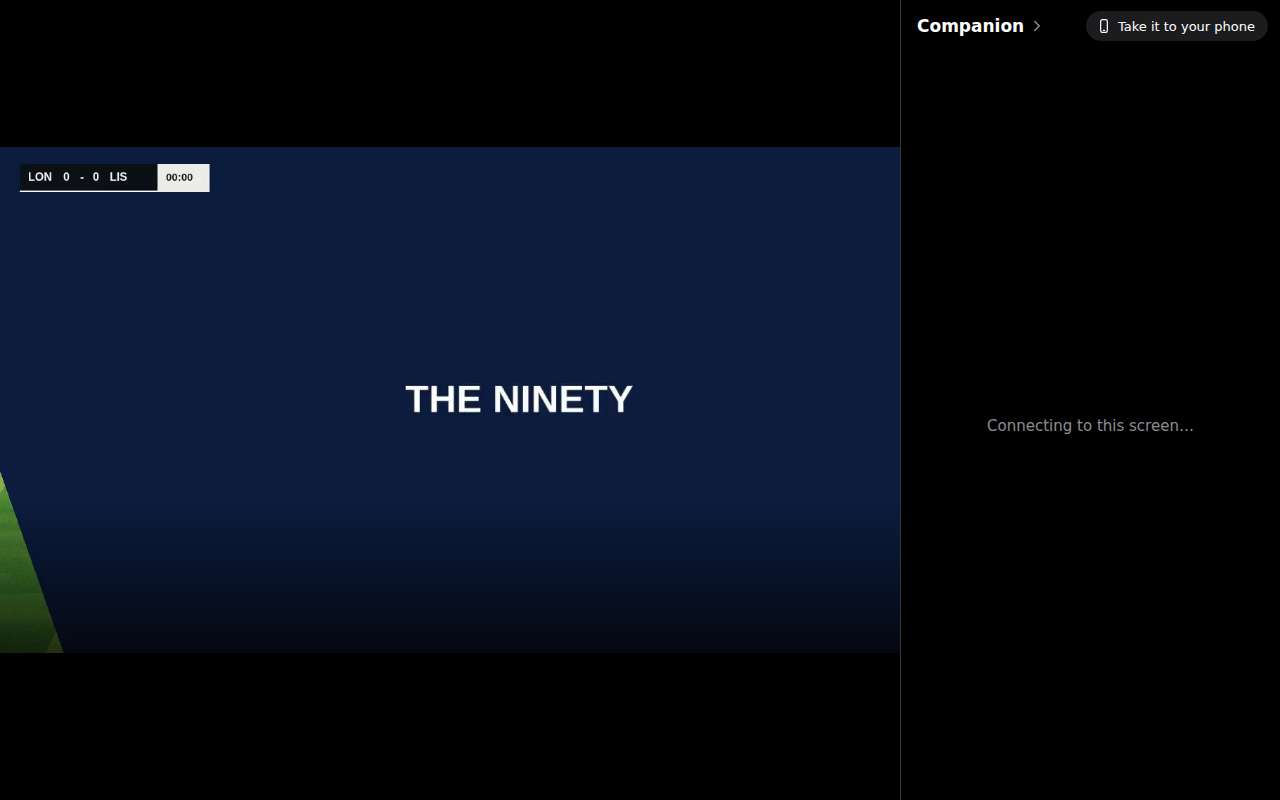 LON 0 - 0 LIS 00:00
THE NINETY
Companion
Take it to your phone
Connecting to this screen...